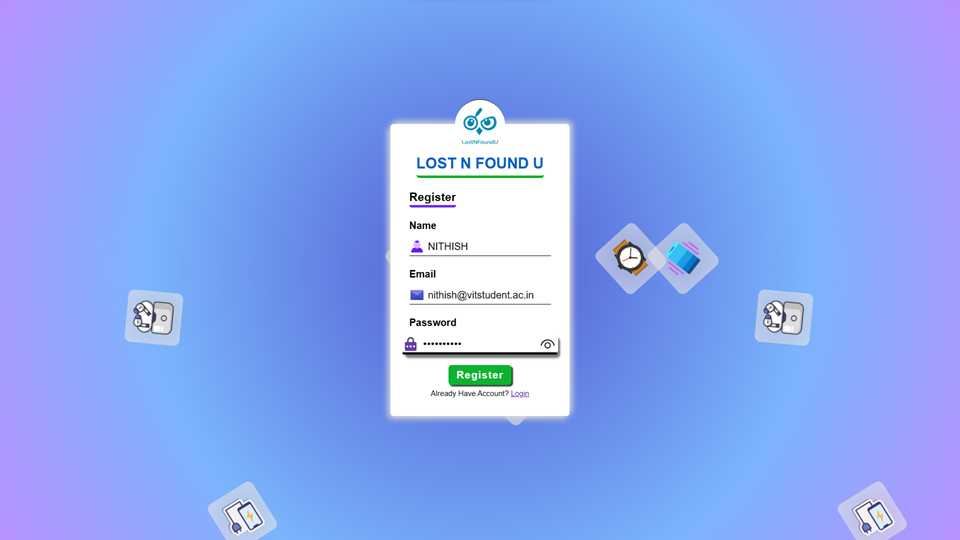 LostNFoundU
LOST N FOUND U
Register
Name
NITHISH
Email
nithish@vitstudent.ac.in
Password
••••••••••
Register
Already Have Account? Login